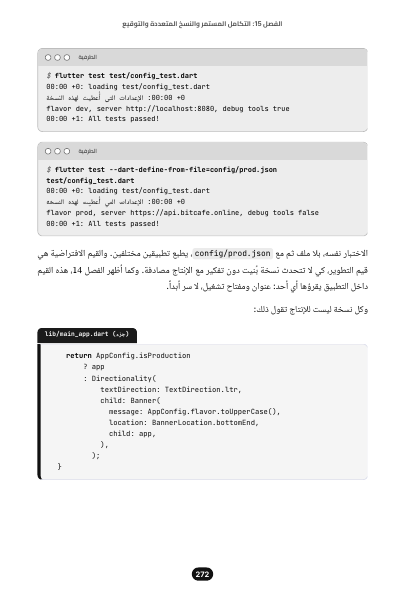 الفصل 15: التكامل المستمر والنسخ المتعددة والتوقيع
الطرفية
$ flutter test test/config_test.dart
00:00 +0: loading test/config_test.dart
00:00 +0: الإعدادات التي أُعطيت لهذه النسخة
flavor dev, server http://localhost:8080, debug tools true
00:00 +1: All tests passed!
الطرفية
$ flutter test --dart-define-from-file=config/prod.json
test/config_test.dart
00:00 +0: loading test/config_test.dart
00:00 +0: الإعدادات التي أُعطيت لهذه النسخة
flavor prod, server https://api.bitcafe.online, debug tools false
00:00 +1: All tests passed!
الاختبار نفسه، بلا ملف ثم مع config/prod.json، يطبع تطبيقين مختلفين. والقيم الافتراضية هي
قيم التطوير، كي لا تتحدث نسخة بُنيت دون تفكير مع الإنتاج مصادفة. وكما أظهر الفصل 14، هذه القيم
داخل التطبيق يقرؤها أي أحد: عنوان ومفتاح تشغيل، لا سر أبداً.
وكل نسخة ليست للإنتاج تقول ذلك:
lib/main_app.dart (جزء)
return AppConfig.isProduction
? app
: Directionality(
textDirection: TextDirection.ltr,
child: Banner(
message: AppConfig.flavor.toUpperCase(),
location: BannerLocation.bottomEnd,
child: app,
),
);
}
272